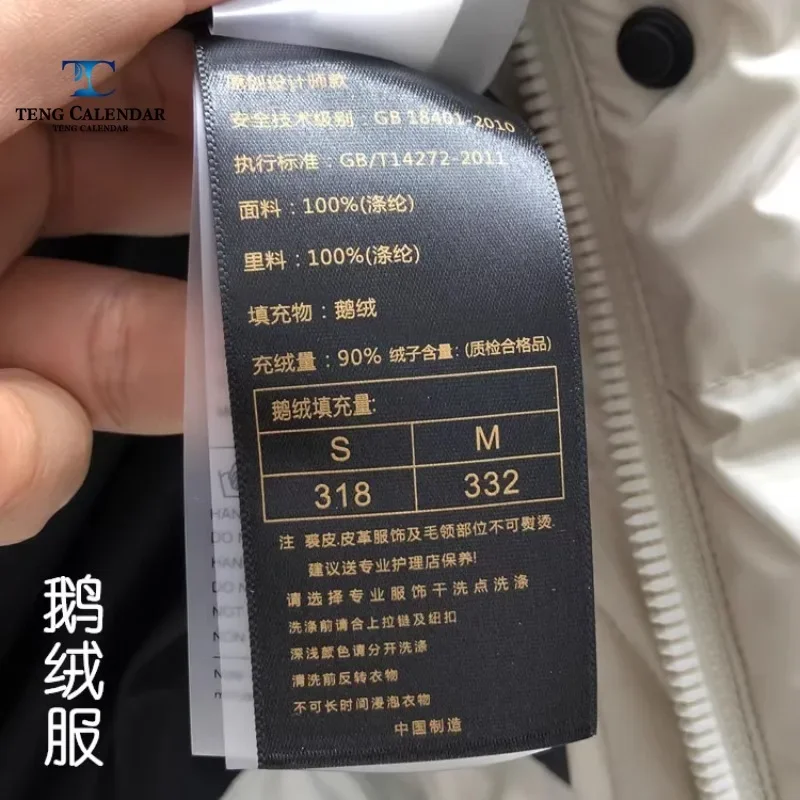 TENG CALENDAR
TENG CALENDAR
原创设计师款
安全技术级别 GB 18401-2010
执行标准：GB/T14272-2011
面料：100%(涤纶)
里料：100%(涤纶)
填充物：鹅绒
充绒量：90% 绒子含量：(质检合格品)
鹅绒填充量:
S M
318 332
注 裘皮.皮革服饰及毛领部位不可熨烫.
建议送专业护理店保养!
请选择专业服饰干洗点洗涤
洗涤前请合上拉链及纽扣
深浅颜色请分开洗涤
清洗前反转衣物
不可长时间浸泡衣物
中国制造
鹅绒服